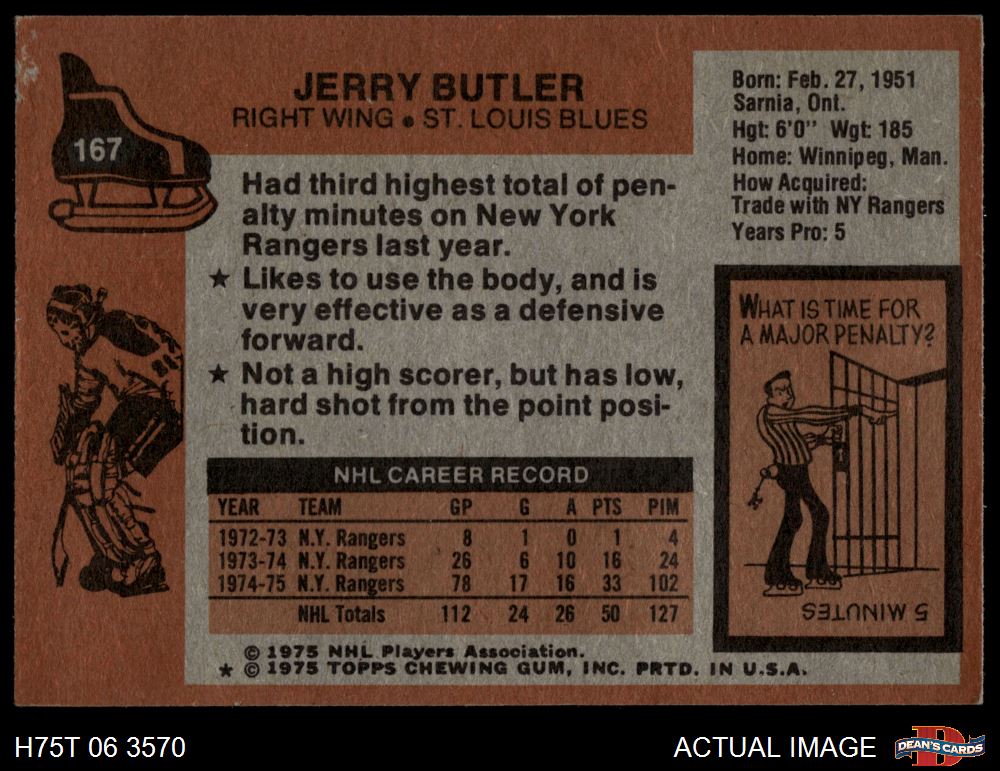 167
JERRY BUTLER
RIGHT WING • ST. LOUIS BLUES
Had third highest total of pen-
alty minutes on New York
Rangers last year.
★ Likes to use the body, and is
very effective as a defensive
forward.
★ Not a high scorer, but has low,
hard shot from the point posi-
tion.
Born: Feb. 27, 1951
Sarnia, Ont.
Hgt: 6'0" Wgt: 185
Home: Winnipeg, Man.
How Acquired:
Trade with NY Rangers
Years Pro: 5
WHAT IS TIME FOR
A MAJOR PENALTY?
5 MINUTES
NHL CAREER RECORD
YEAR TEAM GP G A PTS PIM
1972-73 N.Y. Rangers 8 1 0 1 4
1973-74 N.Y. Rangers 26 6 10 16 24
1974-75 N.Y. Rangers 78 17 16 33 102
NHL Totals 112 24 26 50 127
© 1975 NHL Players Association.
★ © 1975 TOPPS CHEWING GUM, INC. PRTD. IN U.S.A.
H75T 06 3570
ACTUAL IMAGE
D
DEAN'S CARDS